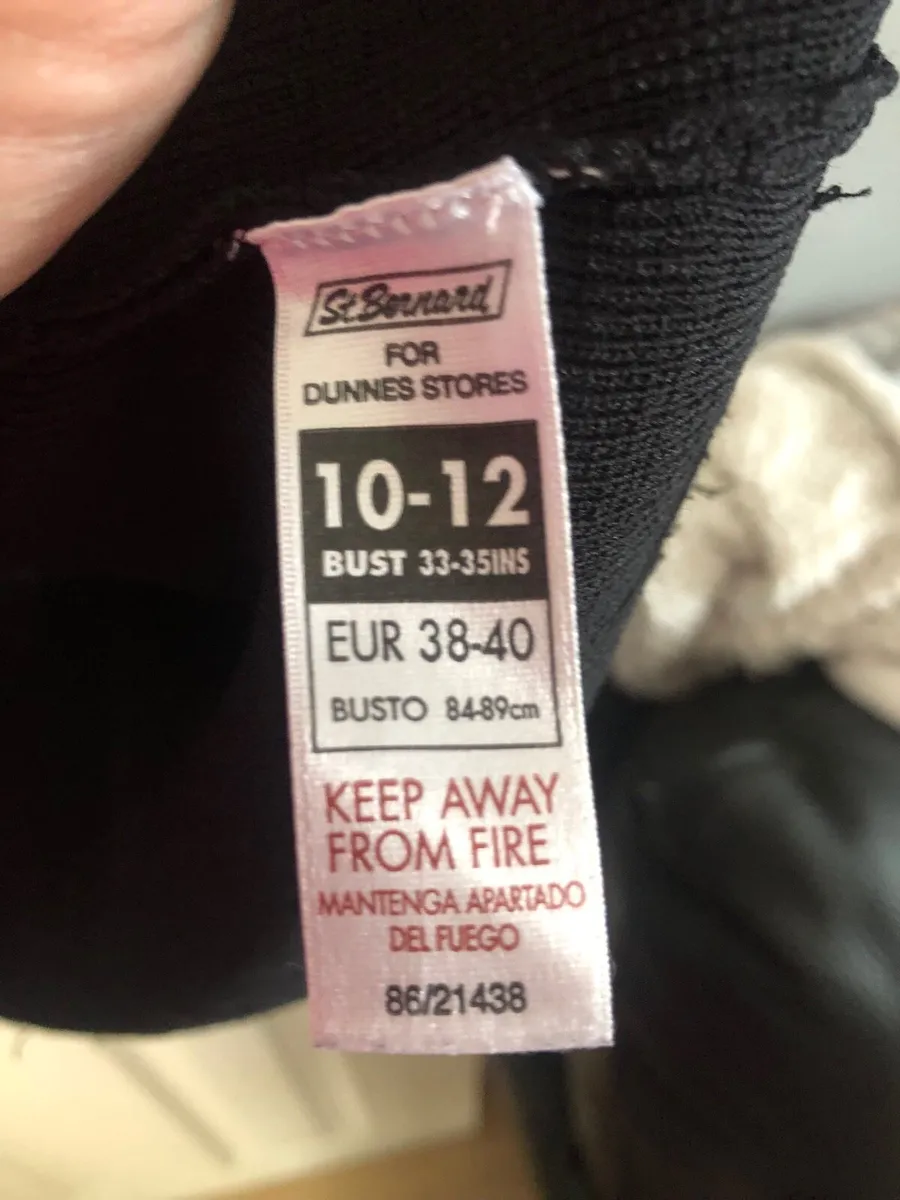 St.Bernard
FOR
DUNNES STORES
10-12
BUST 33-35INS
EUR 38-40
BUSTO 84-89cm
KEEP AWAY
FROM FIRE
MANTENGA APARTADO
DEL FUEGO
86/21438